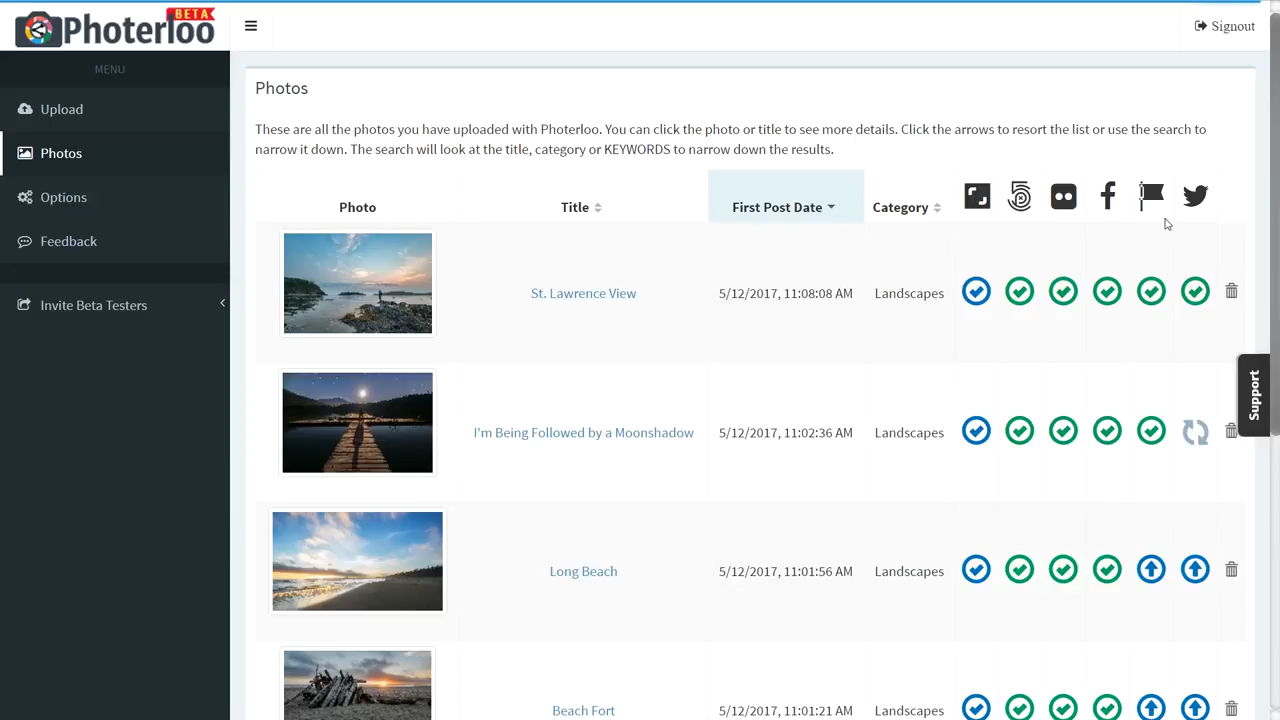 BETA
Photerloo
Signout
MENU
Upload
Photos
Options
Feedback
Invite Beta Testers
Photos
These are all the photos you have uploaded with Photerloo. You can click the photo or title to see more details. Click the arrows to resort the list or use the search to
narrow it down. The search will look at the title, category or KEYWORDS to narrow down the results.
Photo Title First Post Date Category
St. Lawrence View 5/12/2017, 11:08:08 AM Landscapes
I'm Being Followed by a Moonshadow 5/12/2017, 11:02:36 AM Landscapes
Long Beach 5/12/2017, 11:01:56 AM Landscapes
Beach Fort 5/12/2017, 11:01:21 AM Landscapes
Support